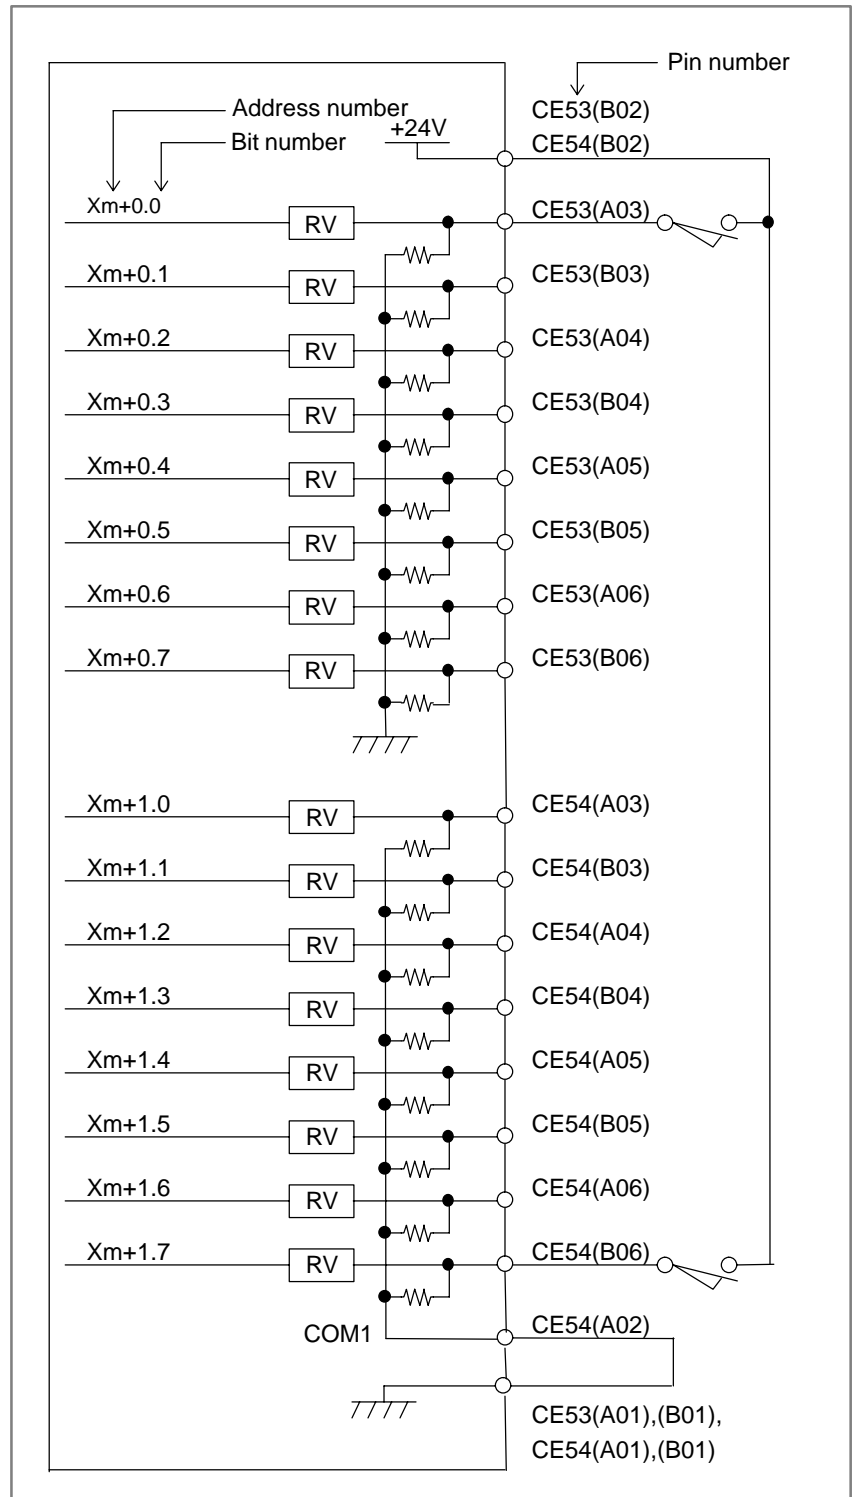 Pin number
Address number
CE53(B02)
Bit number
+24V
CE54(B02)
Xm+0.0
RV
CE53(A03)
Xm+0.1
RV
CE53(B03)
Xm+0.2
RV
CE53(A04)
Xm+0.3
RV
CE53(B04)
Xm+0.4
RV
CE53(A05)
Xm+0.5
RV
CE53(B05)
Xm+0.6
RV
CE53(A06)
Xm+0.7
RV
CE53(B06)
Xm+1.0
RV
CE54(A03)
Xm+1.1
RV
CE54(B03)
Xm+1.2
RV
CE54(A04)
Xm+1.3
RV
CE54(B04)
Xm+1.4
RV
CE54(A05)
Xm+1.5
RV
CE54(B05)
Xm+1.6
RV
CE54(A06)
Xm+1.7
RV
CE54(B06)
COM1
CE54(A02)
CE53(A01),(B01),
CE54(A01),(B01)